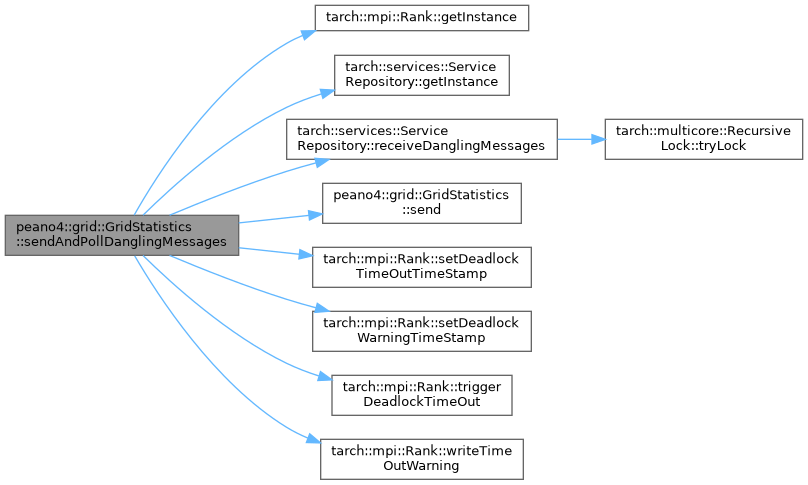 tarch::mpi::Rank::getInstance
tarch::services::Service
Repository::getInstance
tarch::services::Service
Repository::receiveDanglingMessages
tarch::multicore::Recursive
Lock::tryLock
peano4::grid::GridStatistics
::send
peano4::grid::GridStatistics
::sendAndPollDanglingMessages
tarch::mpi::Rank::setDeadlock
TimeOutTimeStamp
tarch::mpi::Rank::setDeadlock
WarningTimeStamp
tarch::mpi::Rank::trigger
DeadlockTimeOut
tarch::mpi::Rank::writeTime
OutWarning